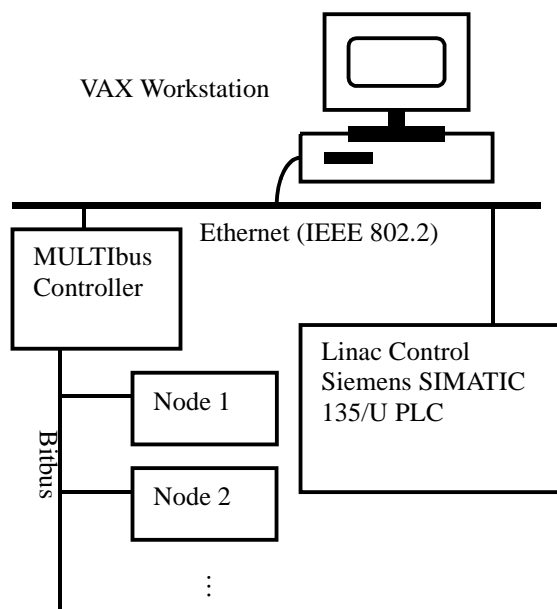 VAX Workstation
Ethernet (IEEE 802.2)
MULTIbus
Controller
Linac Control
Siemens SIMATIC
135/U PLC
Node 1
Bitbus
Node 2
...